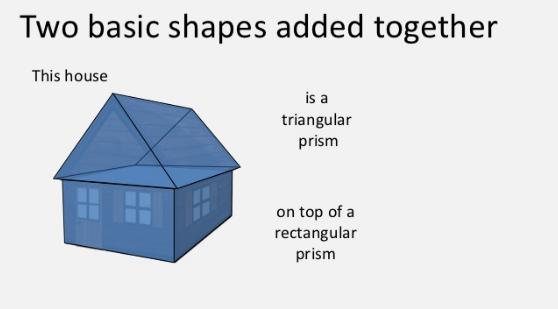 Two basic shapes added together
This house
is a
triangular
prism
on top of a
rectangular
prism